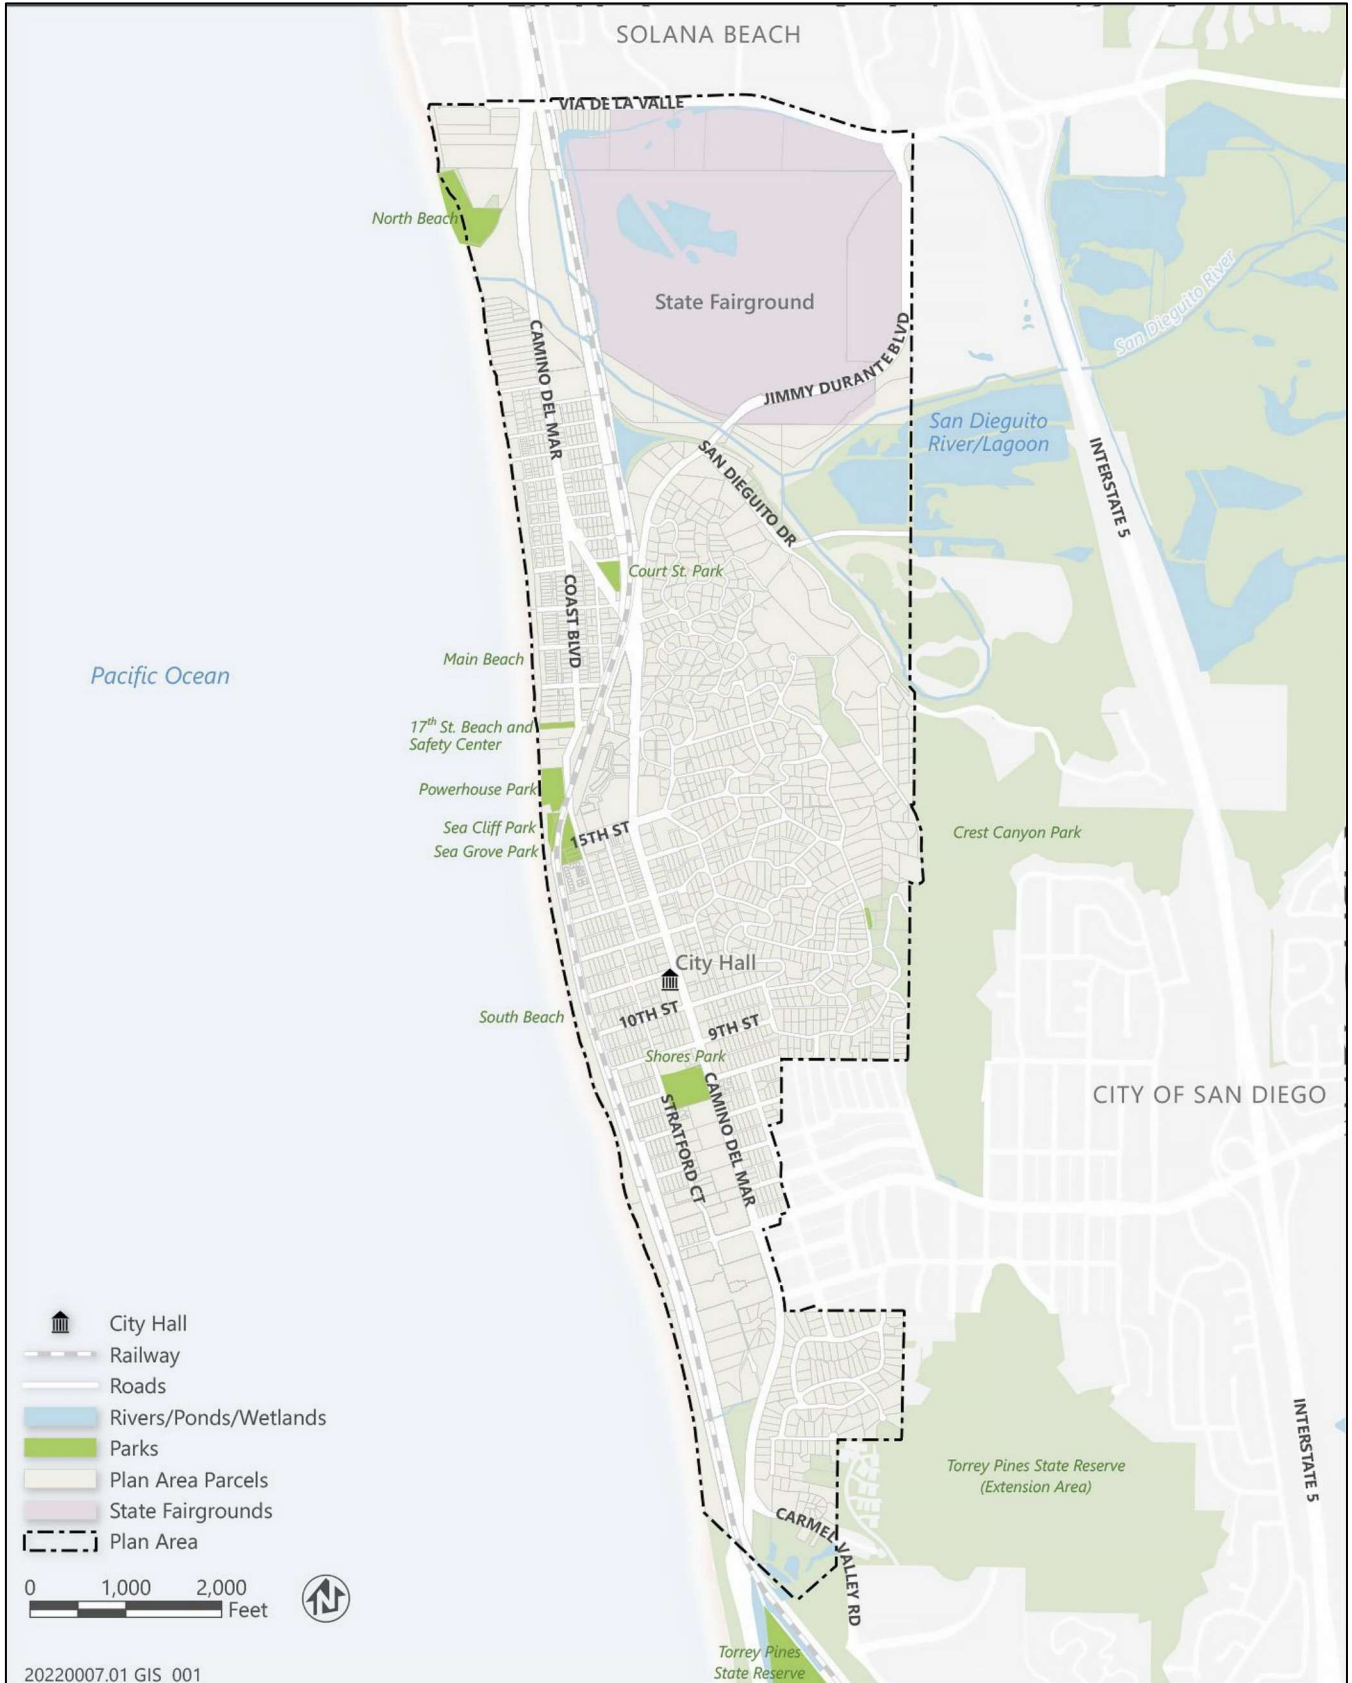 SOLANA BEACH
VIA DE LA VALLE
North Beach
State Fairground
San Dieguito River
CAMINO DEL MAR
JIMMY DURANTE BLVD
San Dieguito
River/Lagoon
SAN DIEGUITO DR
INTERSTATE 5
Court St. Park
COAST BLVD
Main Beach
Pacific Ocean
17th St. Beach and
Safety Center
Powerhouse Park
Sea Cliff Park
15TH ST
Sea Grove Park
Crest Canyon Park
City Hall
South Beach
10TH ST
9TH ST
Shores Park
CITY OF SAN DIEGO
STRATFORD CT
CAMINO DEL MAR
City Hall
Railway
Roads
Rivers/Ponds/Wetlands
Parks
Plan Area Parcels
State Fairgrounds
Plan Area
INTERSTATE 5
Torrey Pines State Reserve
(Extension Area)
CARMEL VALLEY RD
0 1,000 2,000
Feet
N
Torrey Pines
State Reserve
20220007.01 GIS 001